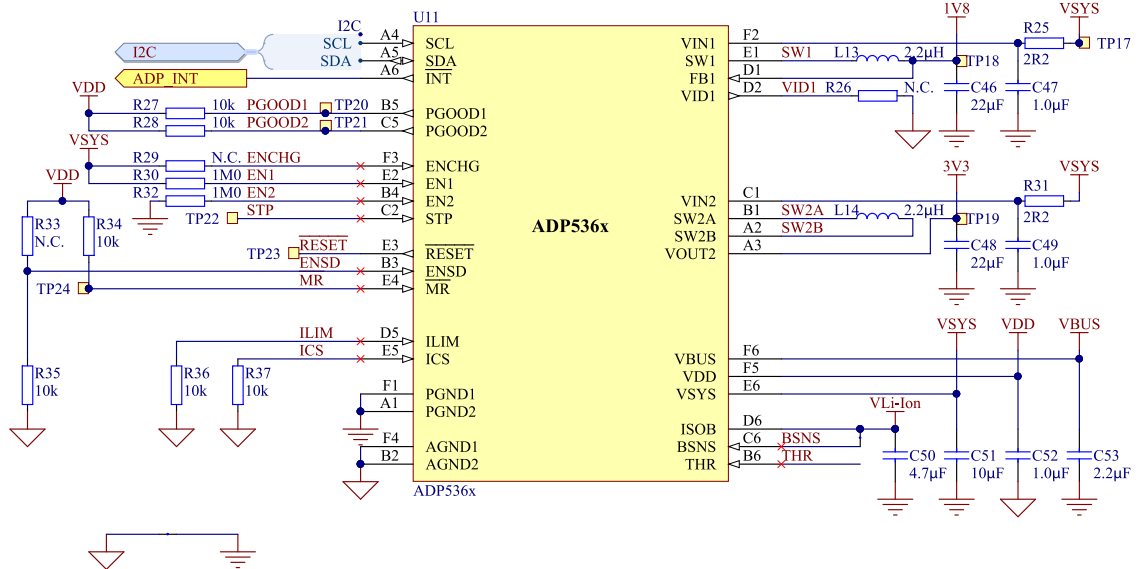 U11
I2C
SCL
SDA
I2C
ADP_INT
A4 SCL
A5 SDA
A6 INT
VDD
R27 10k PGOOD1 TP20 B5 PGOOD1
R28 10k PGOOD2 TP21 C5 PGOOD2
VSYS
R29 N.C. ENCHG F3 ENCHG
R30 1M0 EN1 E2 EN1
R32 1M0 EN2 B4 EN2
VDD
TP22 STP C2 STP
R33 N.C.
R34 10k
TP23 RESET E3 RESET
ENSD B3 ENSD
TP24 MR E4 MR
ILIM D5 ILIM
ICS E5 ICS
R35 10k
R36 10k
R37 10k
F1 PGND1
A1 PGND2
F4 AGND1
B2 AGND2
ADP536x
ADP536x
1V8
R25
VSYS
VIN1 F2
2R2
TP17
SW1 E1 SW1 L13 2.2µH
TP18
FB1 D1
VID1 D2 VID1 R26 N.C.
C46 22µF
C47 1.0µF
3V3
VSYS
VIN2 C1
R31 2R2
SW2A B1 SW2A L14 2.2µH
TP19
SW2B A2 SW2B
VOUT2 A3
C48 22µF
C49 1.0µF
VSYS
VDD
VBUS
VBUS F6
VDD F5
VSYS E6
VLi-Ion
ISOB D6
BSNS C6 BSNS
THR B6 THR
C50 4.7µF
C51 10µF
C52 1.0µF
C53 2.2µF